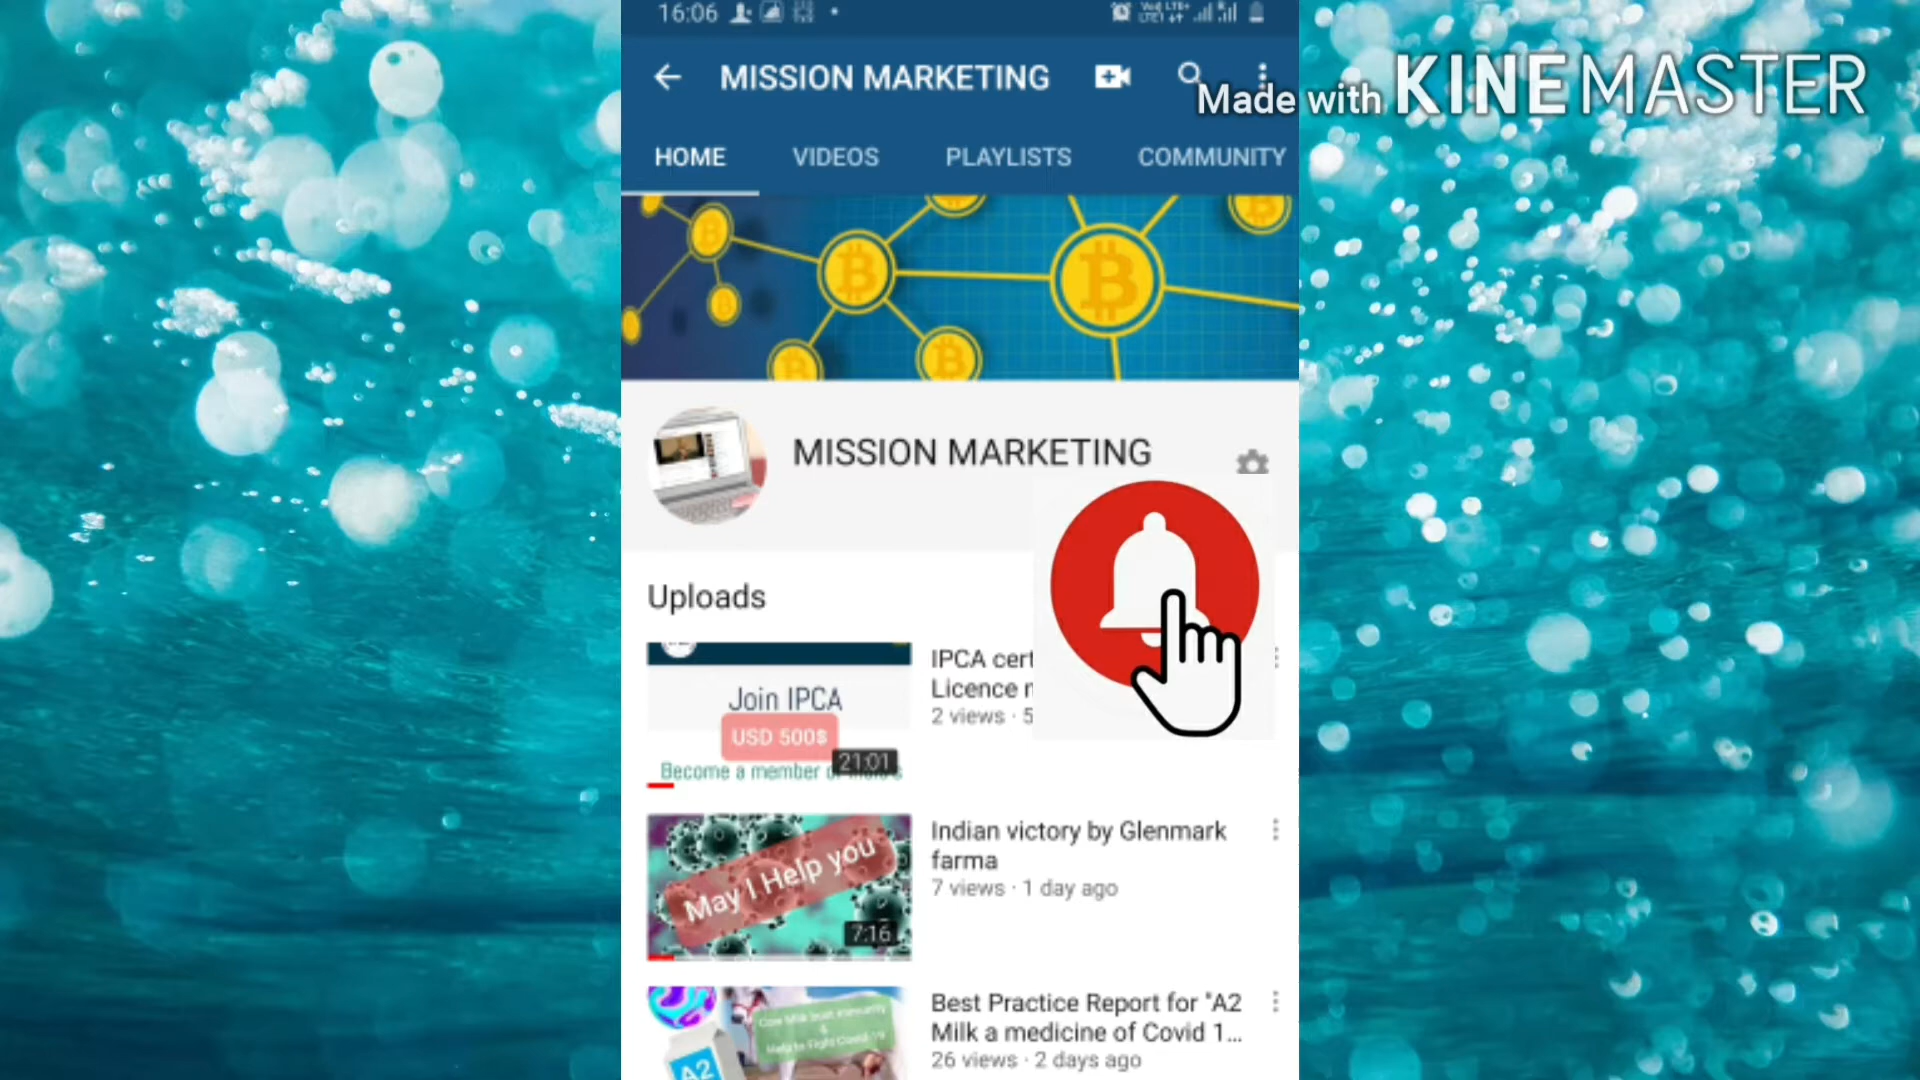 16:06
MISSION MARKETING
Made with KINEMASTER
HOME VIDEOS PLAYLISTS COMMUNITY
MISSION MARKETING
Uploads
Join IPCA
USD 500$
21:01
Become a member
IPCA cert
Licence
2 views · 5
May I Help you
7:16
Indian victory by Glenmark
farma
7 views · 1 day ago
A2
Best Practice Report for "A2
Milk a medicine of Covid 1...
26 views · 2 days ago